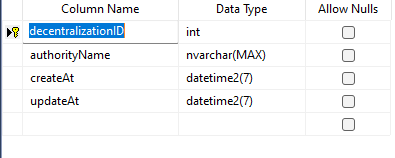 Column Name Data Type Allow Nulls
decentralizationID int
authorityName nvarchar(MAX)
createAt datetime2(7)
updateAt datetime2(7)